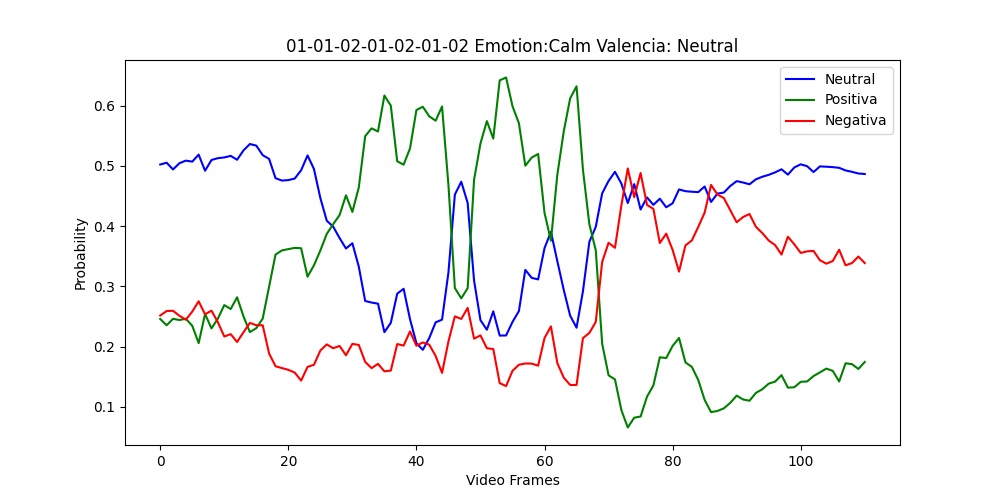 01-01-02-01-02-01-02 Emotion:Calm Valencia: Neutral
Neutral
Positiva
Negativa
Probability
0.6
0.5
0.4
0.3
0.2
0.1
0 20 40 60 80 100
Video Frames